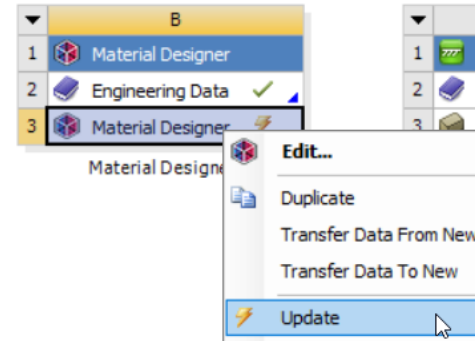 B
1 Material Designer 1
2 Engineering Data 2
3 Material Designer 3
Material Designe
Edit...
Duplicate
Transfer Data From New
Transfer Data To New
Update